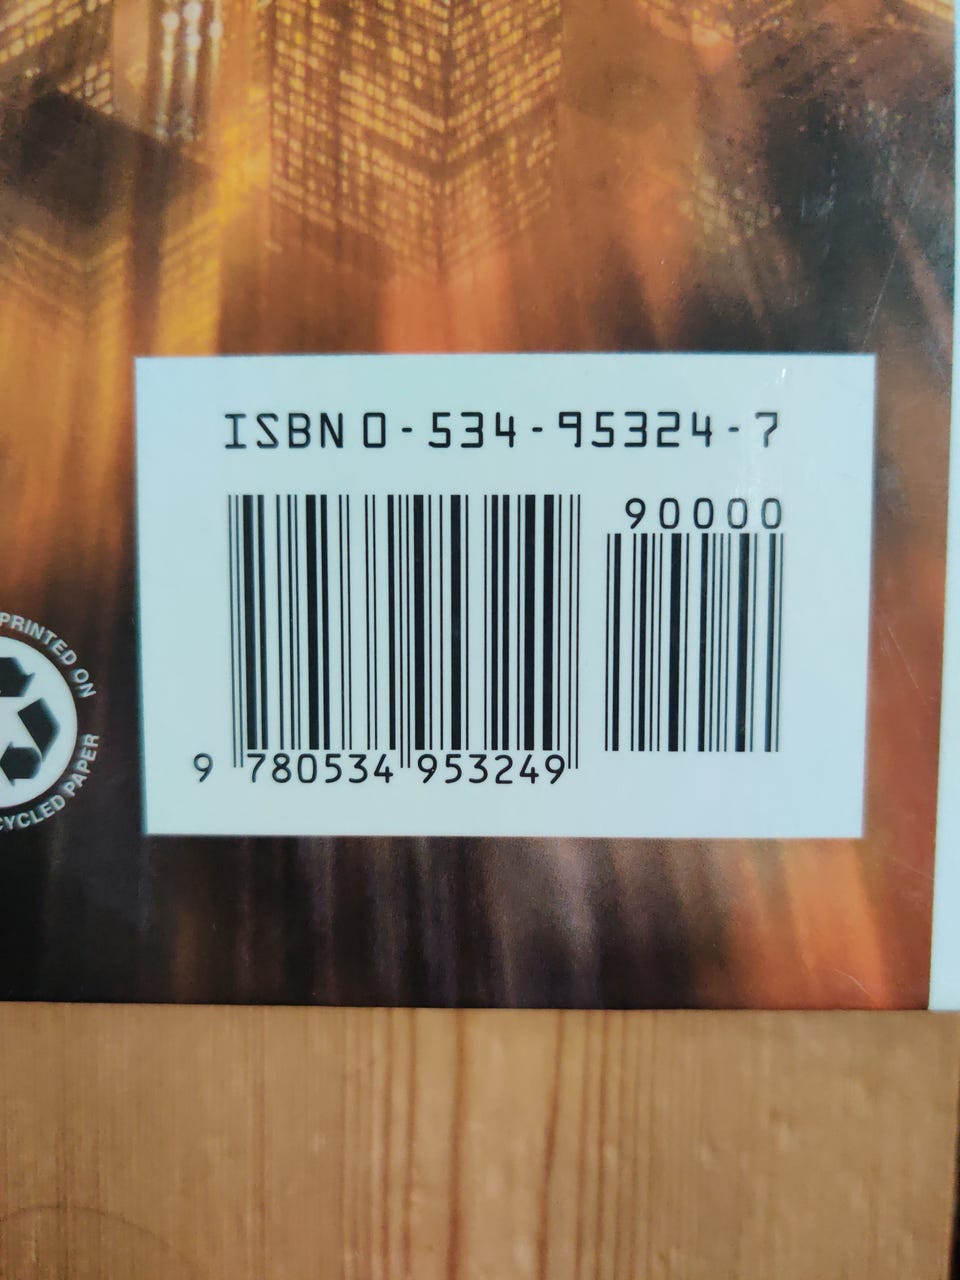 ISBN 0-534-95324-7
90000
9 780534 953249
PRINTED ON
CYCLED PAPER